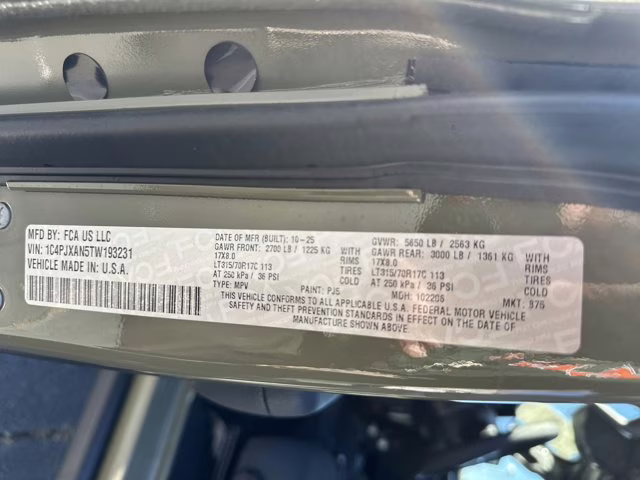 MFD BY: FCA US LLC
VIN: 1C4PJXAN5TW193231
VEHICLE MADE IN: U.S.A.
DATE OF MFR (BUILT): 10-25
GAWR FRONT: 2700 LB / 1225 KG
17X8.0 RIMS
LT315/70R17C 113 TIRES
AT 250 kPa / 36 PSI COLD
TYPE: MPV PAINT: PJ5
GVWR: 5650 LB / 2563 KG
WITH GAWR REAR: 3000 LB / 1361 KG WITH
17X8.0 RIMS
LT315/70R17C 113 TIRES
AT 250 kPa / 36 PSI COLD
MDH: 102206 MKT: 976
THIS VEHICLE CONFORMS TO ALL APPLICABLE U.S.A. FEDERAL MOTOR VEHICLE
SAFETY AND THEFT PREVENTION STANDARDS IN EFFECT ON THE DATE OF
MANUFACTURE SHOWN ABOVE.